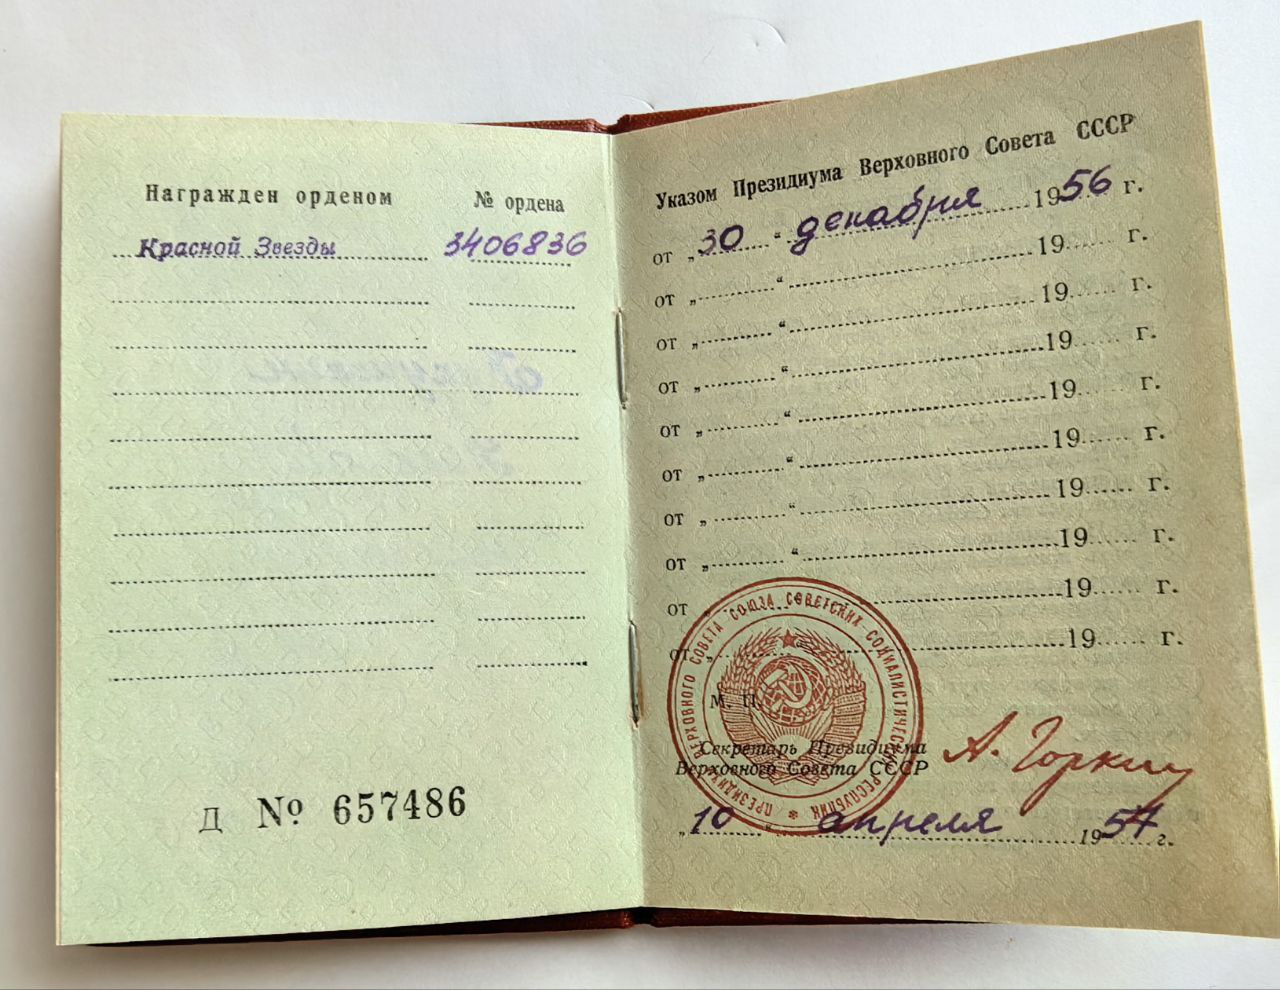 Награжден орденом № ордена
Красной Звезды 3406836
Д № 657486
Указом Президиума Верховного Совета СССР
от „30“ декабря 1956 г.
от „ “ 19 г.
от „ “ 19 г.
от „ “ 19 г.
от „ “ 19 г.
от „ “ 19 г.
от „ “ 19 г.
от „ “ 19 г.
от „ 19 г.
от „ 19 г.
ПРЕЗИДИУМ ВЕРХОВНОГО СОВЕТА СОЮЗА СОВЕТСКИХ СОЦИАЛИСТИЧЕСКИХ РЕСПУБЛИК
М. П.
Секретарь Президиума
Верховного Совета СССР
А. Горкин
„10“ апреля 1957 г.